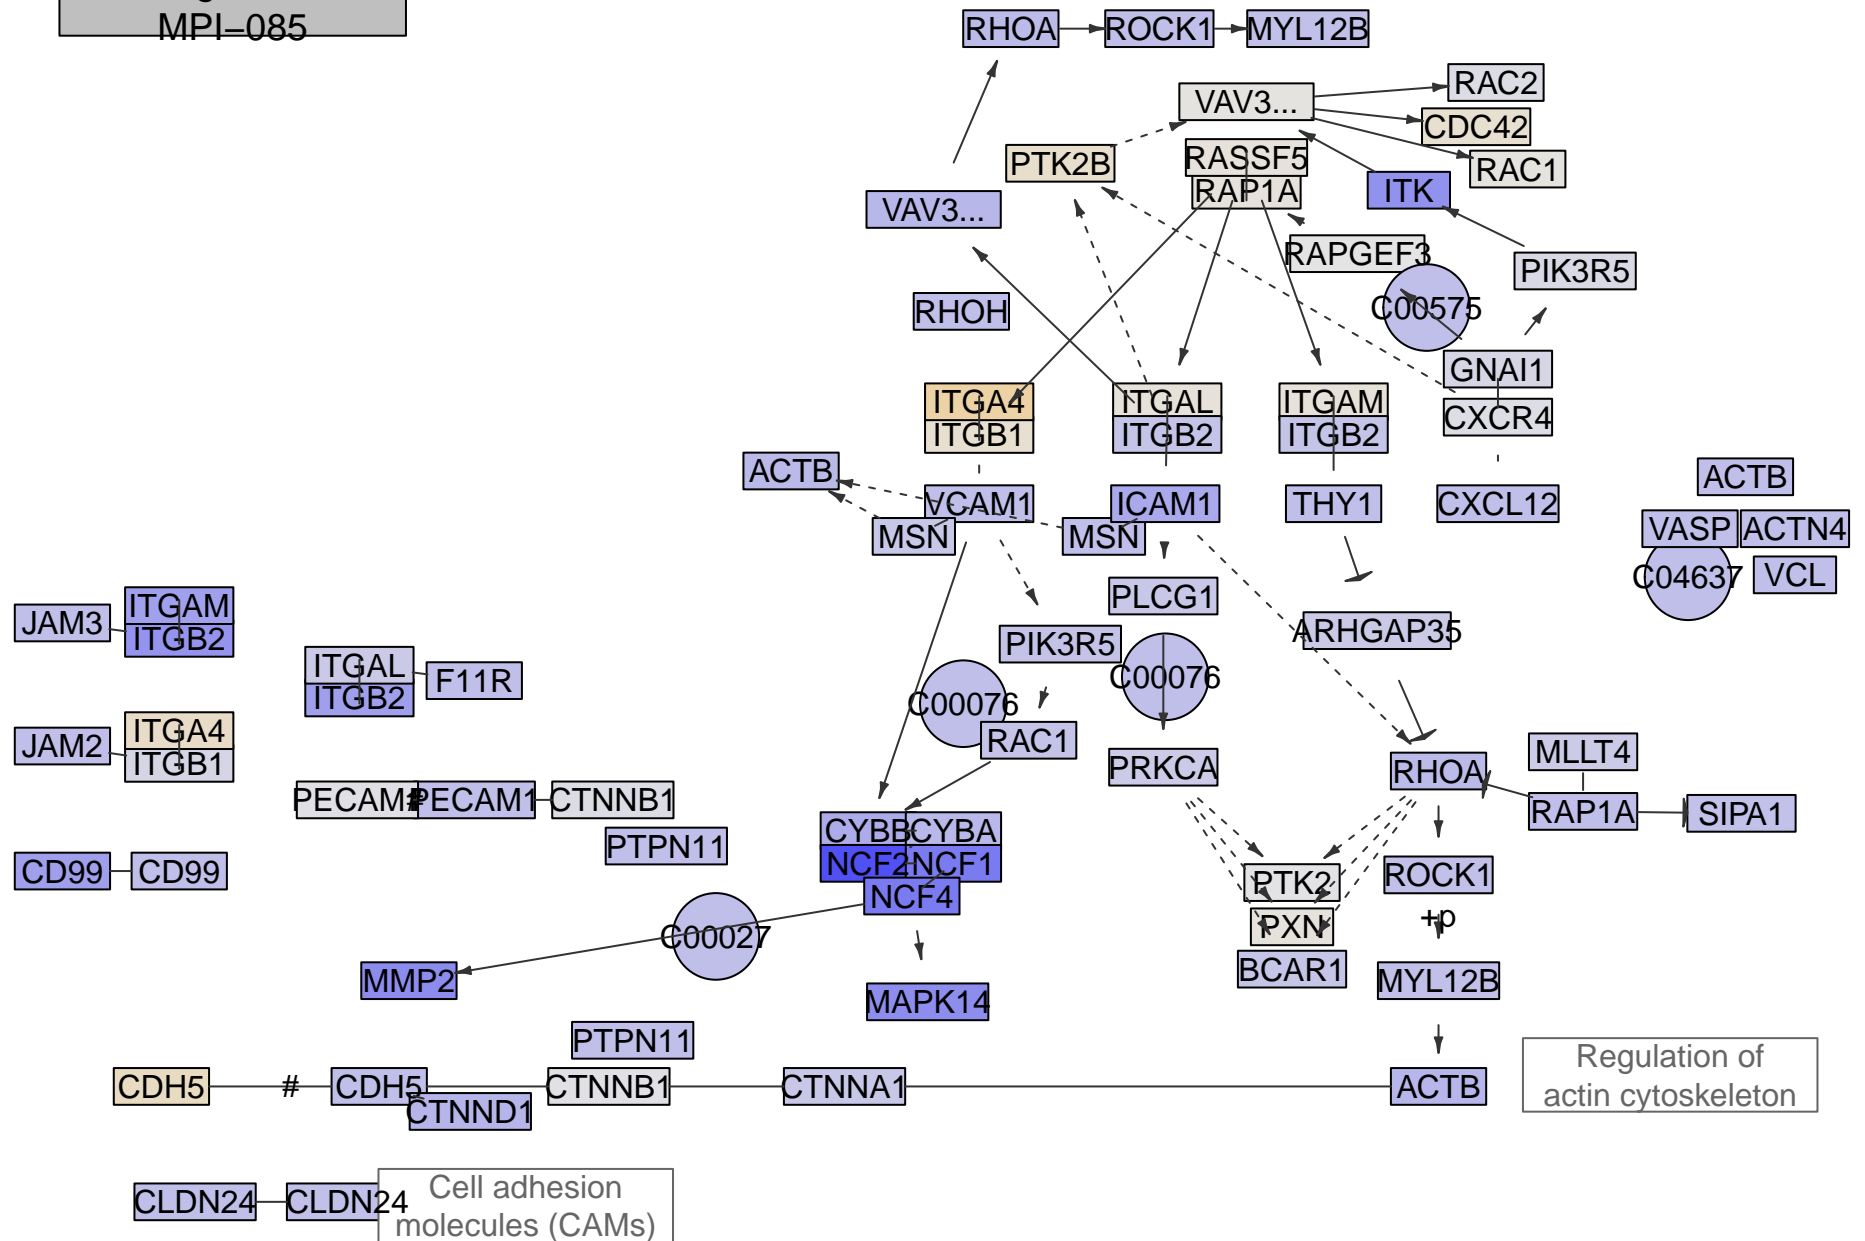 MPI−085
RHOA
ROCK1
MYL12B
RAC2
VAV3...
CDC42
RASSF5
PTK2B
RAC1
RAP1A
ITK
VAV3...
RAPGEF3
PIK3R5
C00575
RHOH
GNAI1
ITGA4
ITGAL
ITGAM
CXCR4
ITGB1
ITGB2
ITGB2
ACTB
ACTB
VCAM1
ICAM1
THY1
CXCL12
VASP
ACTN4
MSN
MSN
C04637
VCL
PLCG1
ITGAM
JAM3
ARHGAP35
ITGB2
PIK3R5
ITGAL
F11R
C00076
ITGB2
C00076
ITGA4
RAC1
JAM2
MLLT4
ITGB1
PRKCA
RHOA
PECAM1
#
PECAM1
CTNNB1
RAP1A
SIPA1
CYBB
CYBA
PTPN11
NCF2
NCF1
CD99
CD99
ROCK1
PTK2
NCF4
+p
PXN
C00027
BCAR1
MMP2
MYL12B
MAPK14
PTPN11
Regulation of
actin cytoskeleton
CDH5
#
CDH5
CTNNB1
CTNNA1
ACTB
CTNND1
Cell adhesion
molecules (CAMs)
CLDN24
CLDN24